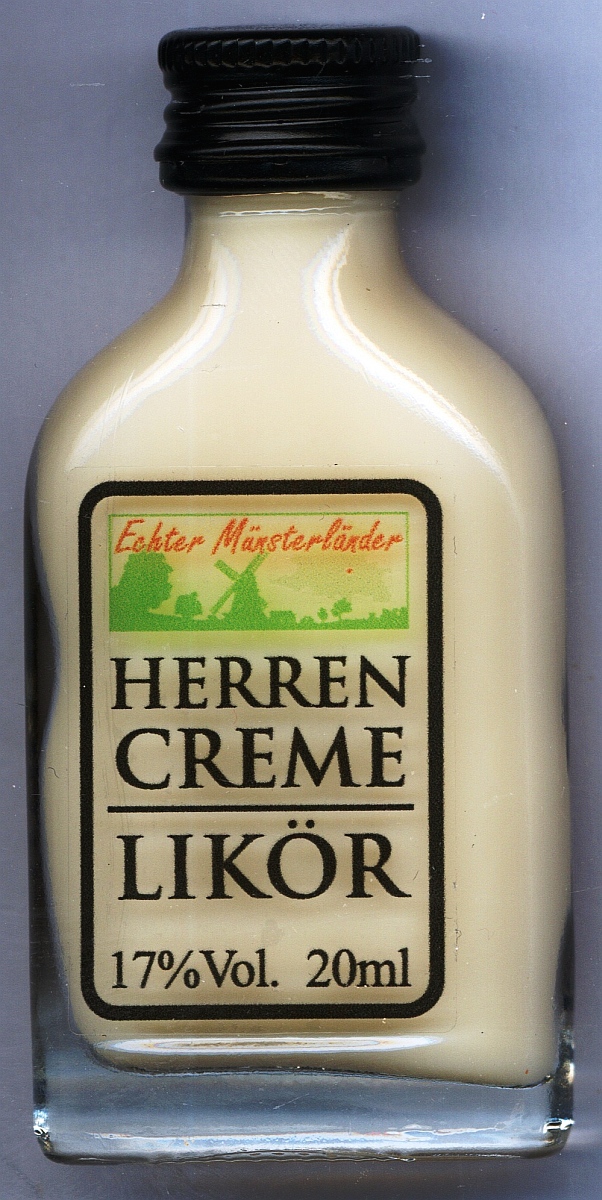 Echter Münsterländer
HERREN
CREME
LIKÖR
17%Vol. 20ml